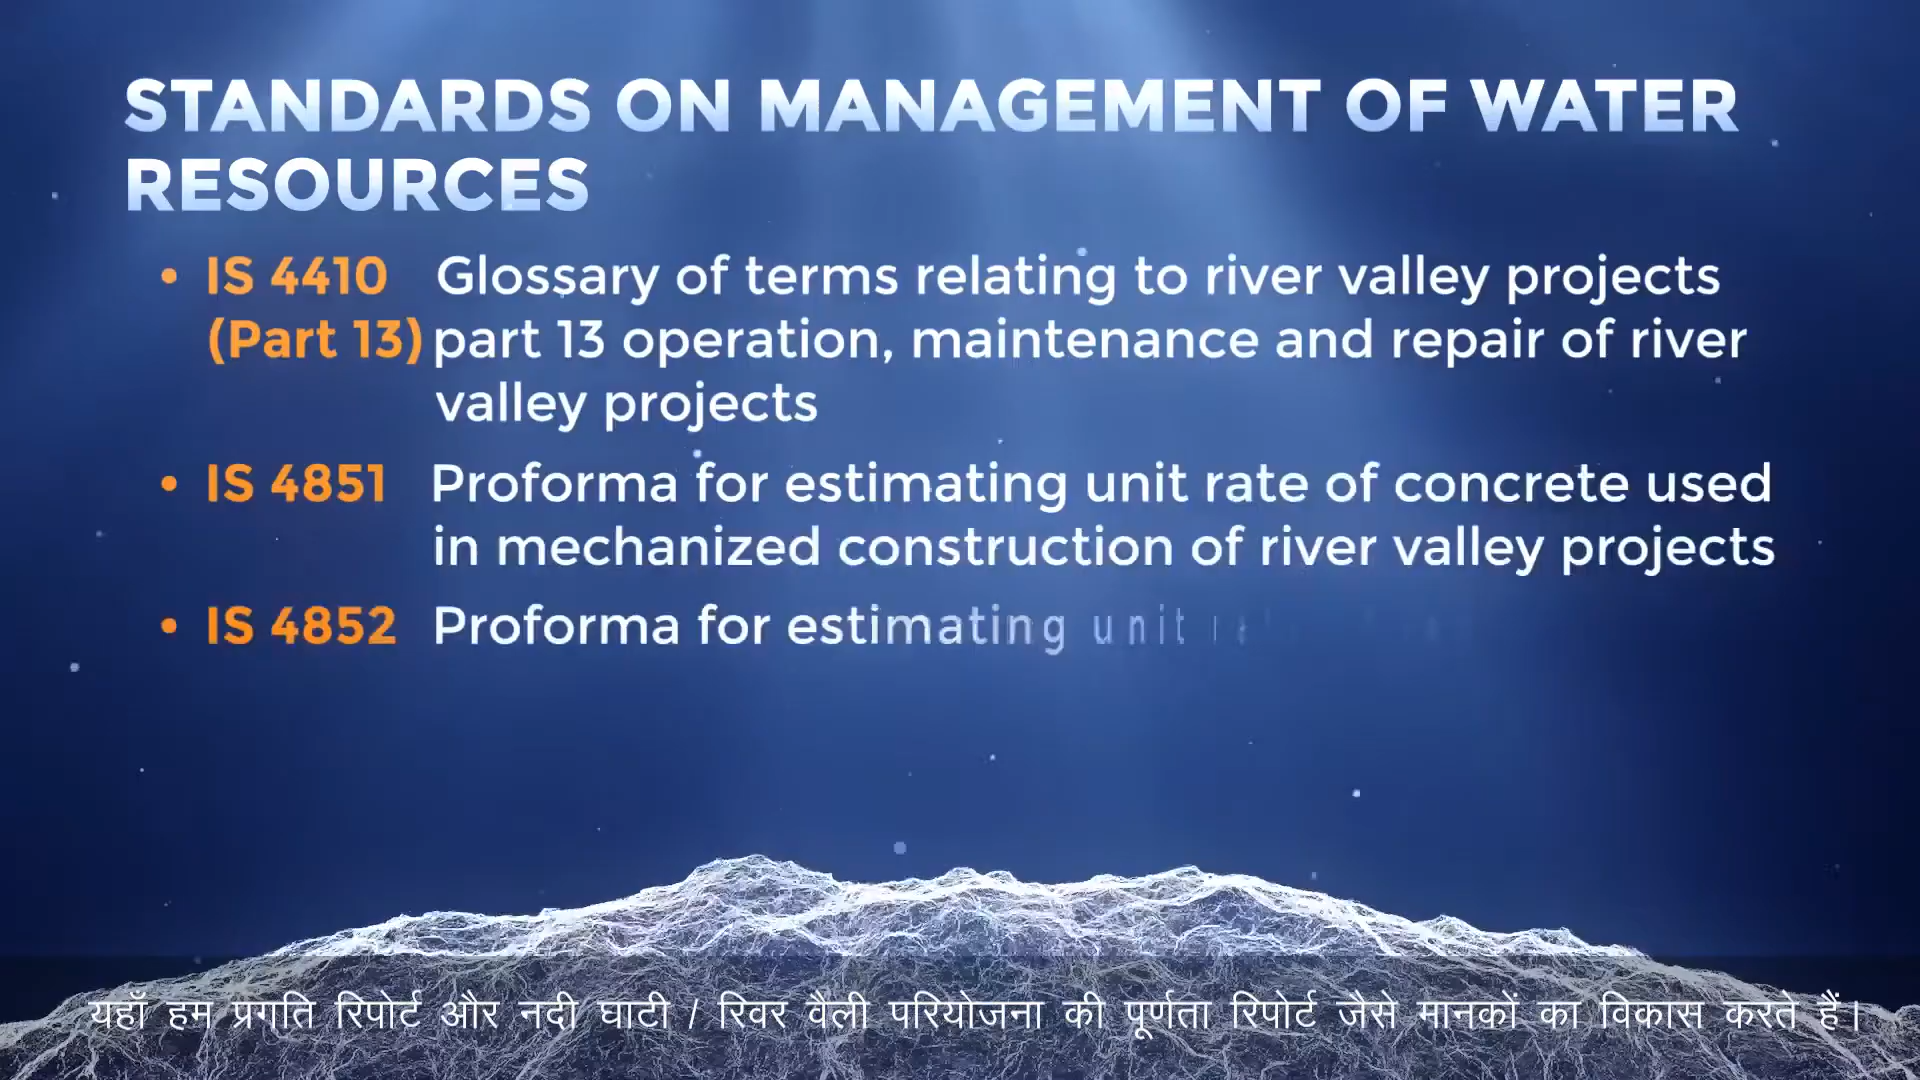 STANDARDS ON MANAGEMENT OF WATER
RESOURCES
• IS 4410 Glossary of terms relating to river valley projects
(Part 13) part 13 operation, maintenance and repair of river
valley projects
• IS 4851 Proforma for estimating unit rate of concrete used
in mechanized construction of river valley projects
• IS 4852 Proforma for estimating unit
यहाँ हम प्रगति रिपोर्ट और नदी घाटी / रिवर वैली परियोजना की पूर्णता रिपोर्ट जैसे मानकों का विकास करते हैं।